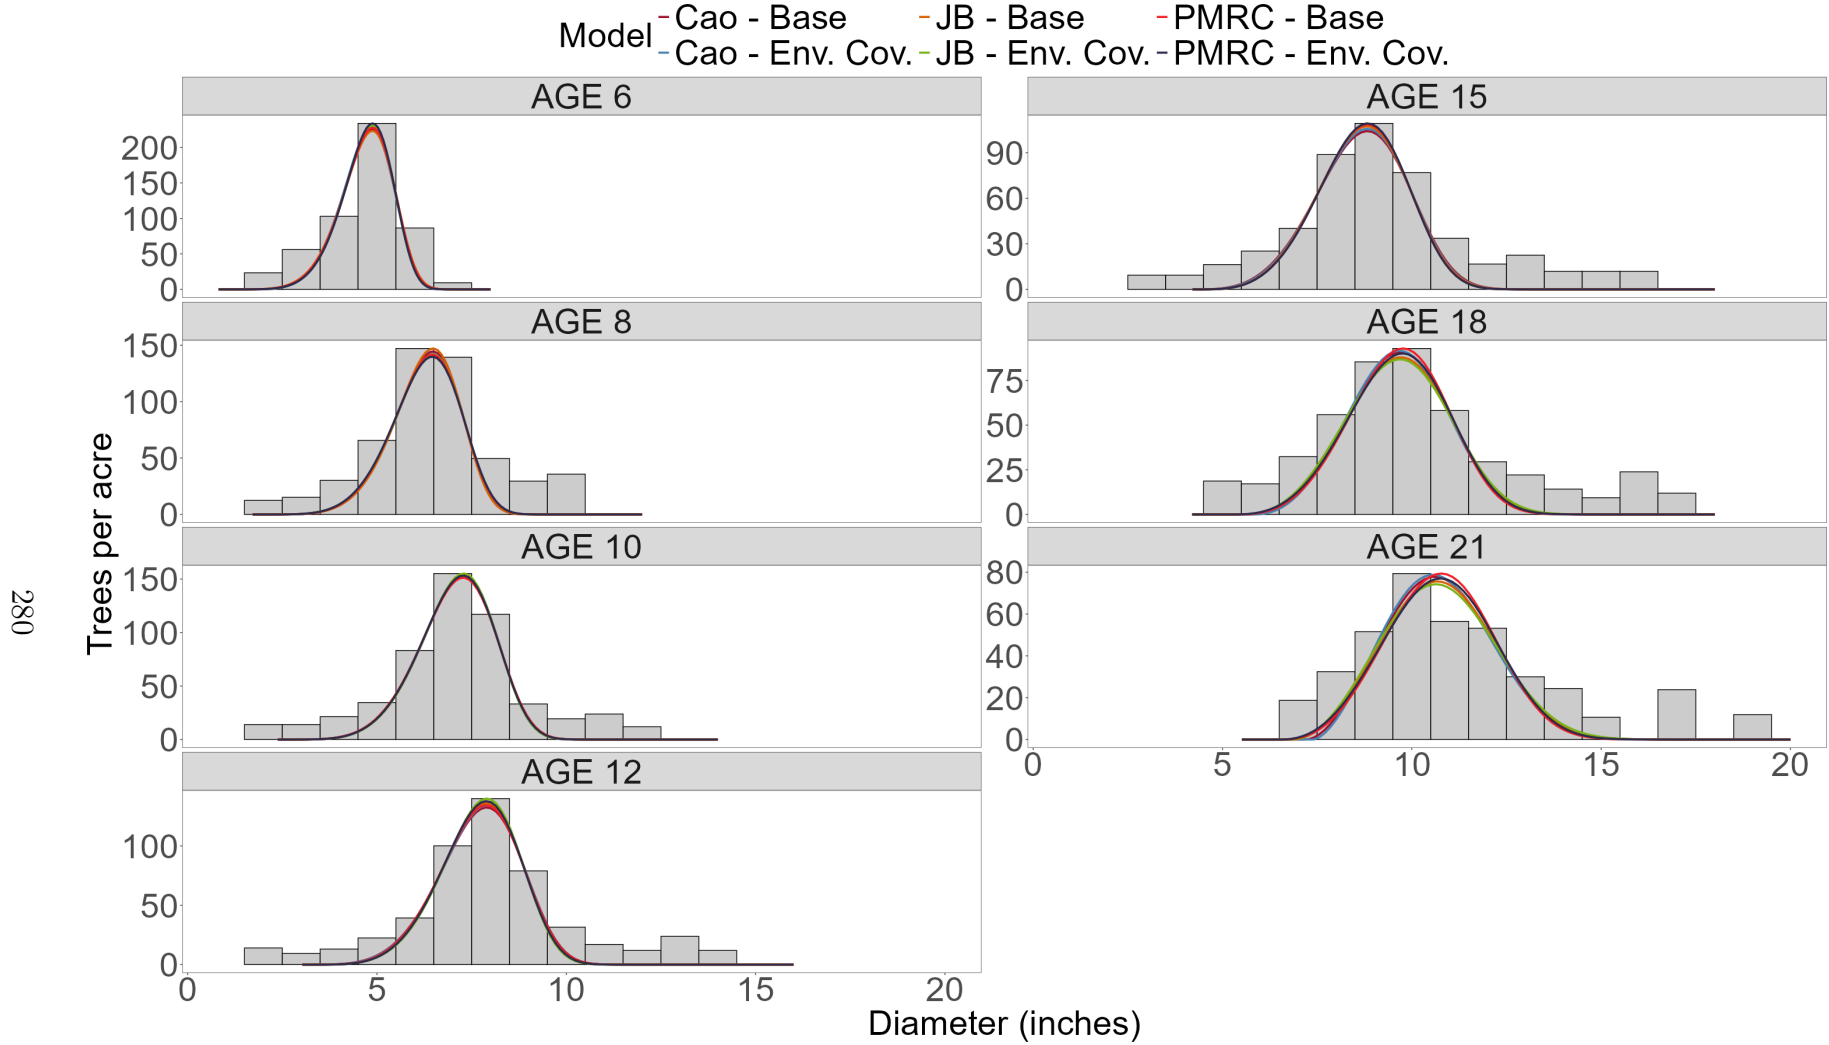 Model
Cao - Base JB - Base PMRC - Base
Cao - Env. Cov. JB - Env. Cov. PMRC - Env. Cov.
AGE 6
200
150
100
50
0
AGE 15
90
60
30
0
AGE 8
150
100
50
0
AGE 18
75
50
25
0
AGE 10
150
100
50
0
AGE 21
80
60
40
20
0
0 5 10 15 20
AGE 12
100
50
0
0 5 10 15 20
Trees per acre
Diameter (inches)
280